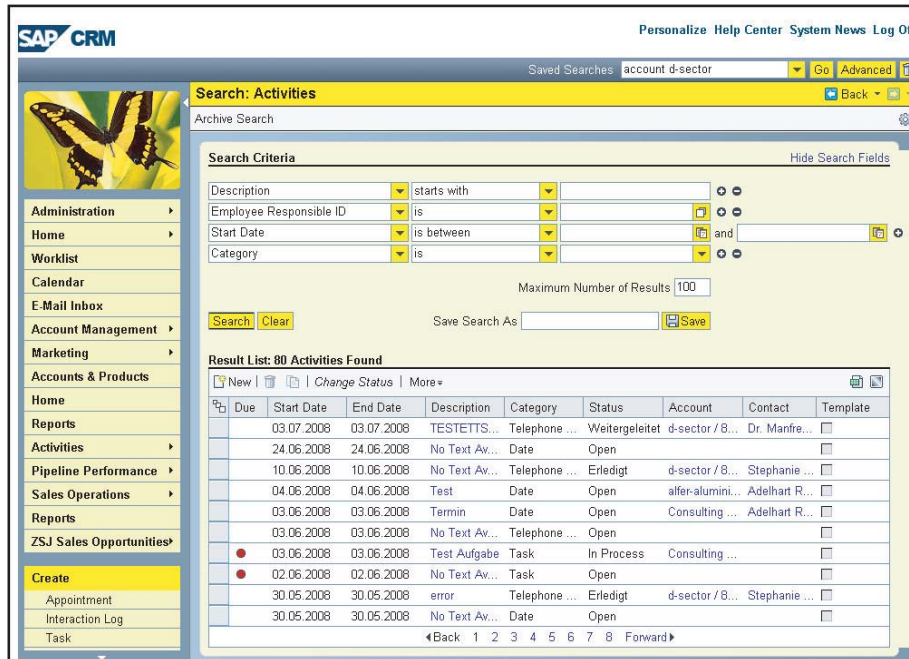 SAP CRM
Personalize Help Center System News Log Of
Saved Searches account d-sector Go Advanced
Search: Activities Back
Archive Search
Search Criteria Hide Search Fields
Description starts with
Employee Responsible ID is
Start Date is between and
Category is
Maximum Number of Results 100
Search Clear Save Search As Save
Result List: 80 Activities Found
New | | Change Status | More
Due Start Date End Date Description Category Status Account Contact Template
03.07.2008 03.07.2008 TESTETTS... Telephone ... Weitergeleitet d-sector / 8... Dr. Manfre...
24.06.2008 24.06.2008 No Text Av... Date Open
10.06.2008 10.06.2008 No Text Av... Telephone ... Erledigt d-sector / 8... Stephanie ...
04.06.2008 04.06.2008 Test Date Open alfer-alumini... Adelhart R...
03.06.2008 03.06.2008 Termin Date Open Consulting ... Adelhart R...
03.06.2008 03.06.2008 No Text Av... Telephone ... Open
03.06.2008 03.06.2008 Test Aufgabe Task In Process Consulting ...
02.06.2008 02.06.2008 No Text Av... Task Open
30.05.2008 30.05.2008 error Telephone ... Erledigt d-sector / 8... Stephanie ...
30.05.2008 30.05.2008 No Text Av... Date Open
Back 1 2 3 4 5 6 7 8 Forward
Administration
Home
Worklist
Calendar
E-Mail Inbox
Account Management
Marketing
Accounts & Products
Home
Reports
Activities
Pipeline Performance
Sales Operations
Reports
ZSJ Sales Opportunities
Create
Appointment
Interaction Log
Task